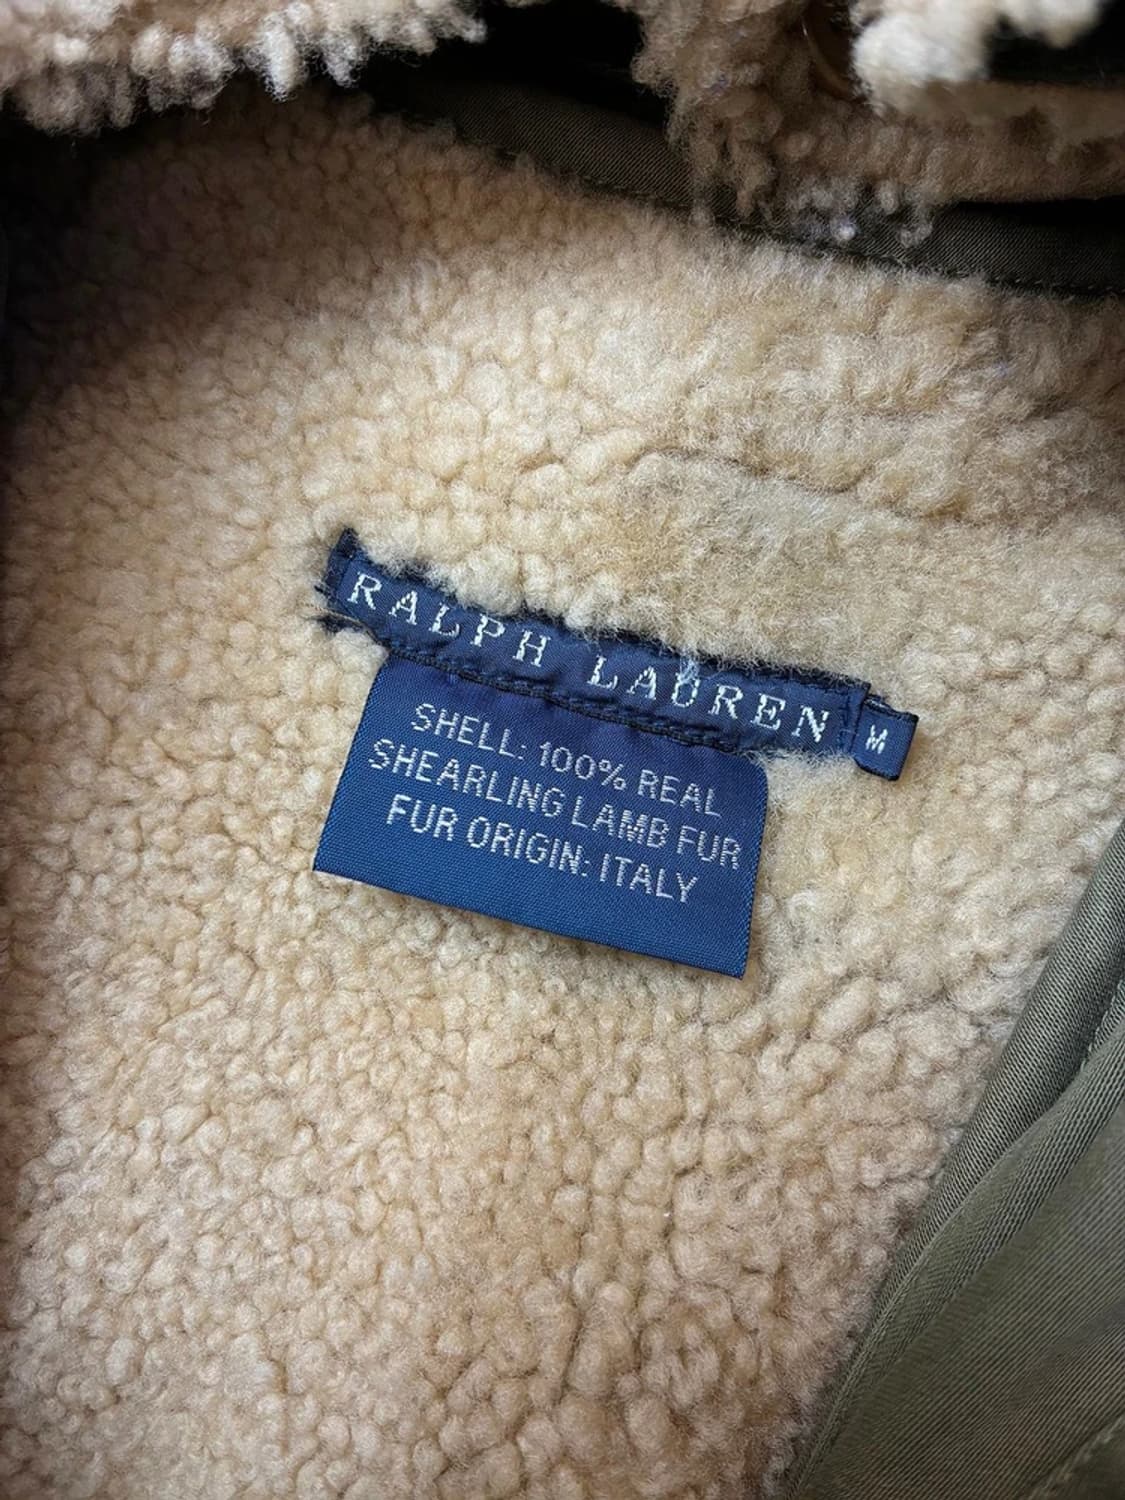 RALPH LAUREN M
SHELL: 100% REAL
SHEARLING LAMB FUR
FUR ORIGIN: ITALY